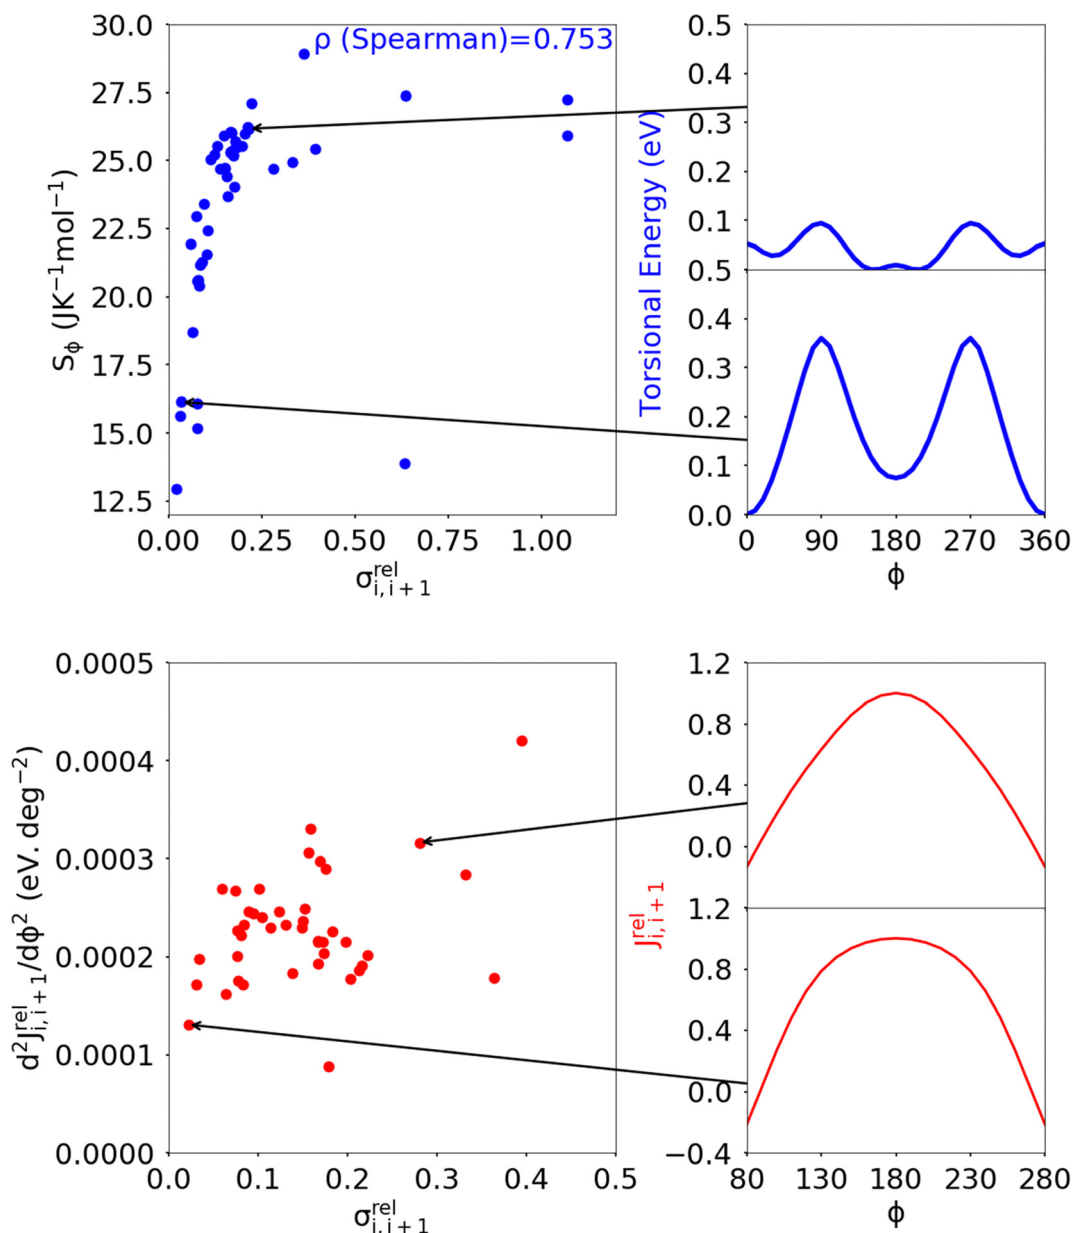 ρ (Spearman)=0.753
30.0
27.5
25.0
22.5
20.0
17.5
15.0
12.5
Sϕ (JK⁻¹mol⁻¹)
0.00 0.25 0.50 0.75 1.00
σ^rel_i, i + 1
Torsional Energy (eV)
0.5
0.4
0.3
0.2
0.1
0.5
0.4
0.3
0.2
0.1
0.0
0 90 180 270 360
ϕ
0.0005
0.0004
0.0003
0.0002
0.0001
0.0000
d²J^rel_i, i + 1/dϕ² (eV. deg⁻²)
0.0 0.1 0.2 0.3 0.4 0.5
σ^rel_i, i + 1
J^rel_i, i + 1
1.2
0.8
0.4
0.0
1.2
0.8
0.4
0.0
−0.4
80 130 180 230 280
ϕ